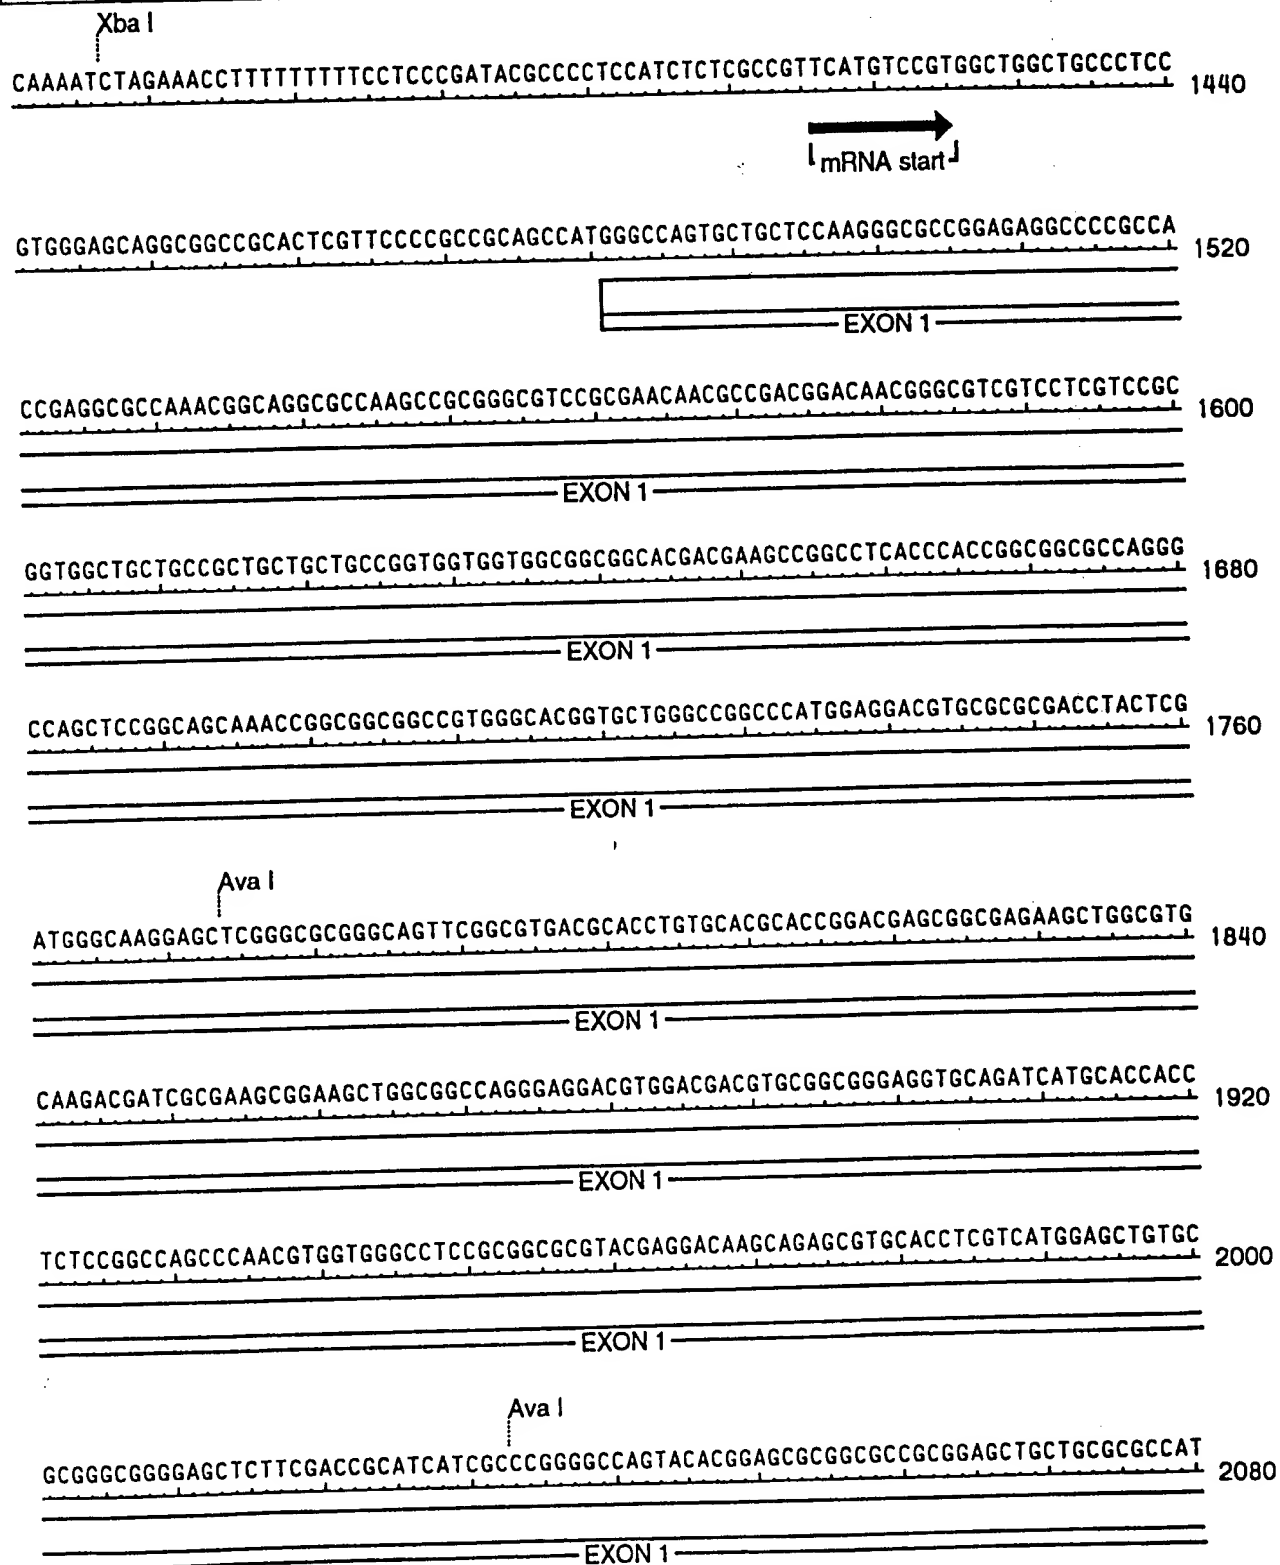 Xba I
CAAAATCTAGAAACCTTTTTTTTTTCCTCCCGATACGCCCCTCCATCTCTCGCCGTTCATGTCCGTGGCTGGCTGCCCTCC 1440
mRNA start
GTGGGAGCAGGCGGCCGCACTCGTTCCCCGCCGCAGCCATGGGCCAGTGCTGCTCCAAGGGCGCCGGAGAGGCCCCGCCA 1520
EXON 1
CCGAGGCGCCAAACGGCAGGCGCCAAGCCGCGGGCGTCCGCGAACAACGCCGACGGACAACGGGCGTCGTCCTCGTCCGC 1600
EXON 1
GGTGGCTGCTGCCGCTGCTGCTGCCGGTGGTGGTGGCGGCGGCACGACGAAGCCGGCCTCACCCACCGGCGGCGCCAGGG 1680
EXON 1
CCAGCTCCGGCAGCAAACCGGCGGCGGCCGTGGGCACGGTGCTGGGCCGGCCCATGGAGGACGTGCGCGCGACCTACTCG 1760
EXON 1
Ava I
ATGGGCAAGGAGCTCGGGCGCGGGCAGTTCGGCGTGACGCACCTGTGCACGCACCGGACGAGCGGCGAGAAGCTGGCGTG 1840
EXON 1
CAAGACGATCGCGAAGCGGAAGCTGGCGGCCAGGGAGGACGTGGACGACGTGCGGCGGGAGGTGCAGATCATGCACCACC 1920
EXON 1
TCTCCGGCCAGCCCAACGTGGTGGGCCTCCGCGGCGCGTACGAGGACAAGCAGAGCGTGCACCTCGTCATGGAGCTGTGC 2000
EXON 1
Ava I
GCGGGCGGGGAGCTCTTCGACCGCATCATCGCCCGGGGCCAGTACACGGAGCGCGGCGCCGCGGAGCTGCTGCGCGCCAT 2080
EXON 1